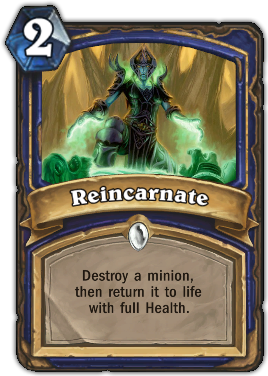 2
Reincarnate
Destroy a minion,
then return it to life
with full Health.